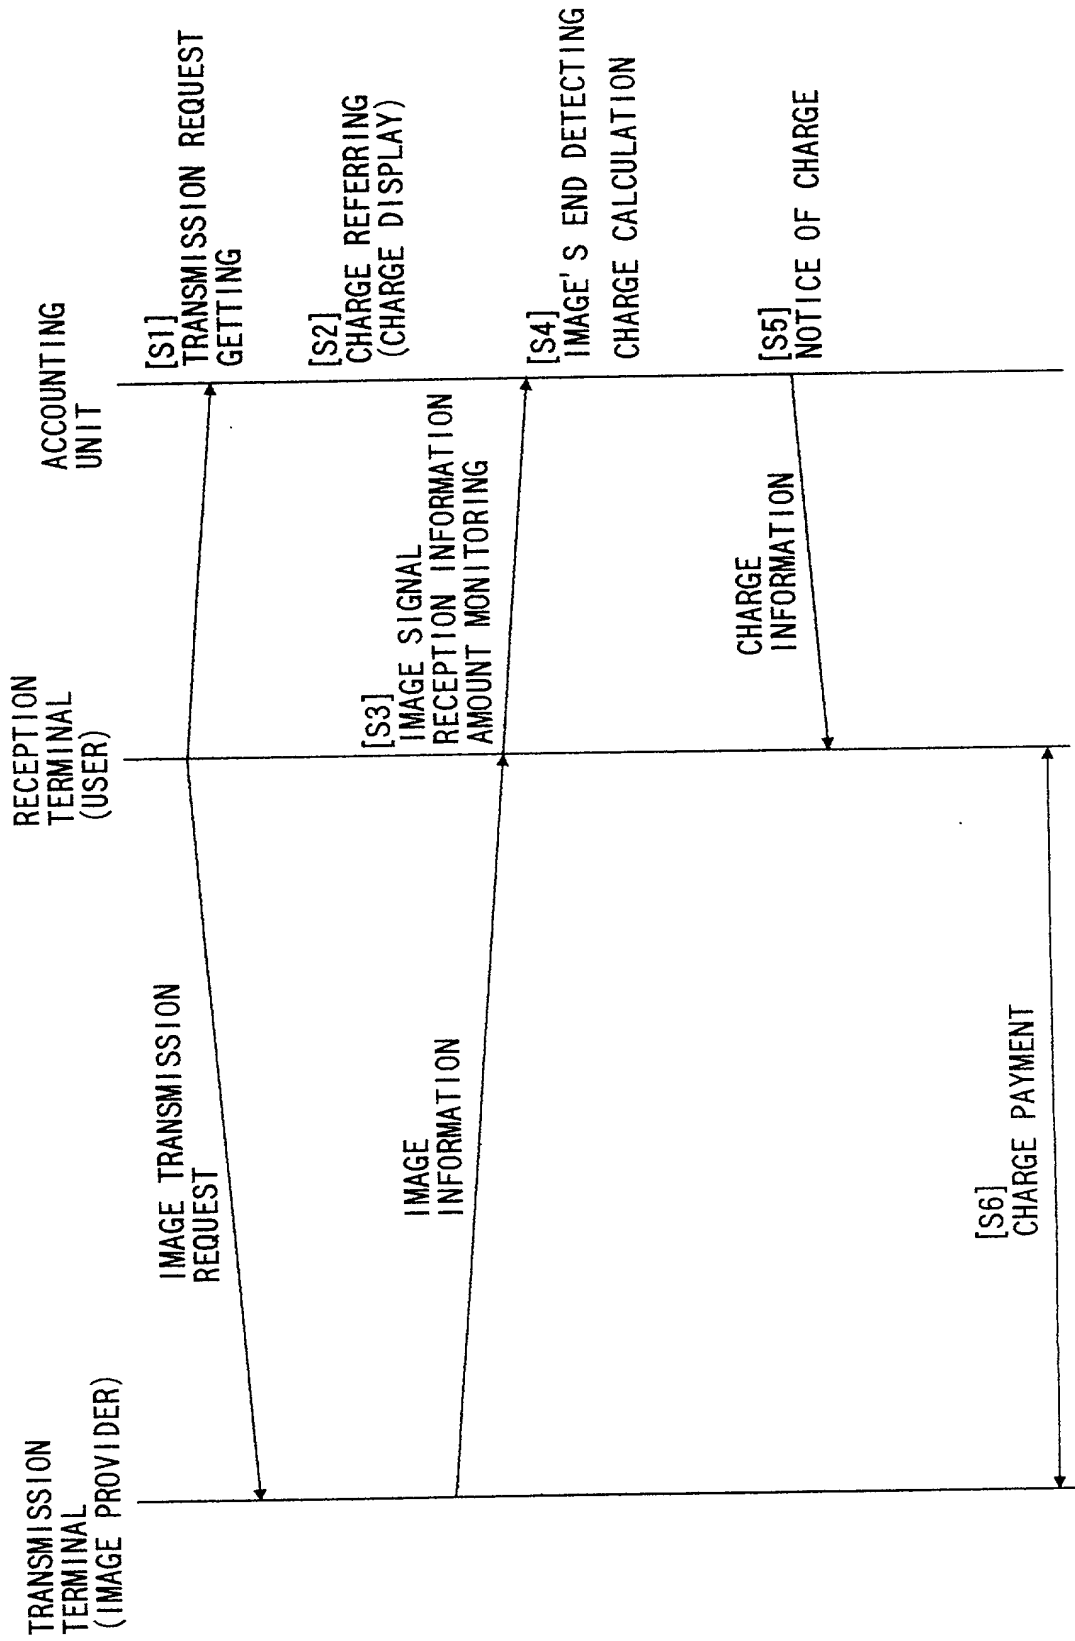 TRANSMISSION
TERMINAL
(IMAGE PROVIDER)
RECEPTION
TERMINAL
(USER)
ACCOUNTING
UNIT
IMAGE TRANSMISSION
REQUEST
[S1]
TRANSMISSION REQUEST
GETTING
[S2]
CHARGE REFERRING
(CHARGE DISPLAY)
IMAGE
INFORMATION
[S3]
IMAGE SIGNAL
RECEPTION INFORMATION
AMOUNT MONITORING
[S4]
IMAGE'S END DETECTING
CHARGE CALCULATION
CHARGE
INFORMATION
[S5]
NOTICE OF CHARGE
[S6]
CHARGE PAYMENT